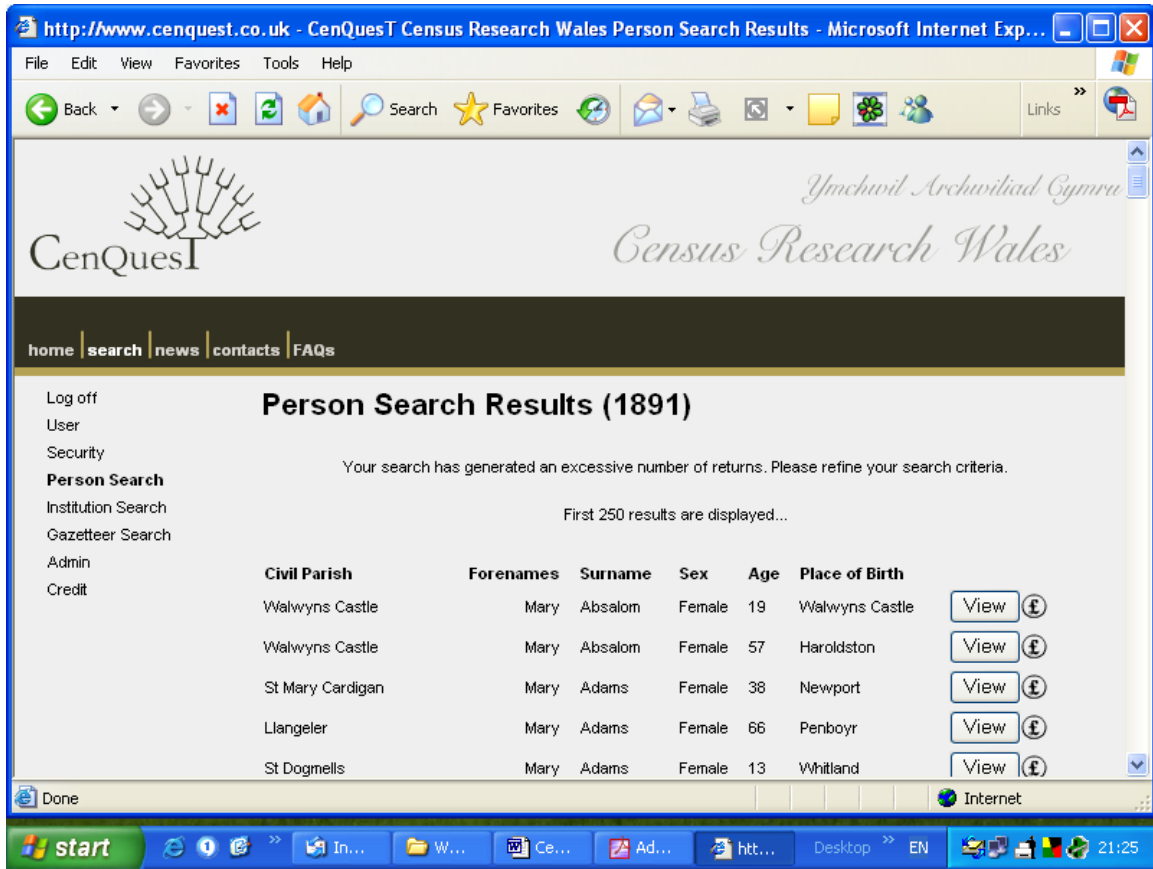 http://www.cenquest.co.uk - CenQuesT Census Research Wales Person Search Results - Microsoft Internet Exp...
File Edit View Favorites Tools Help
Back Search Favorites Links
Ymchwil Archwiliad Cymru
CenQuesT Census Research Wales
home search news contacts FAQs
Log off
User
Security
Person Search
Institution Search
Gazetteer Search
Admin
Credit
Person Search Results (1891)
Your search has generated an excessive number of returns. Please refine your search criteria.
First 250 results are displayed...
Civil Parish Forenames Surname Sex Age Place of Birth
Walwyns Castle Mary Absalom Female 19 Walwyns Castle View £
Walwyns Castle Mary Absalom Female 57 Haroldston View £
St Mary Cardigan Mary Adams Female 38 Newport View £
Llangeler Mary Adams Female 66 Penboyr View £
St Dogmells Mary Adams Female 13 Whitland View £
Done Internet
start In... W... Ce... Ad... htt... Desktop EN 21:25